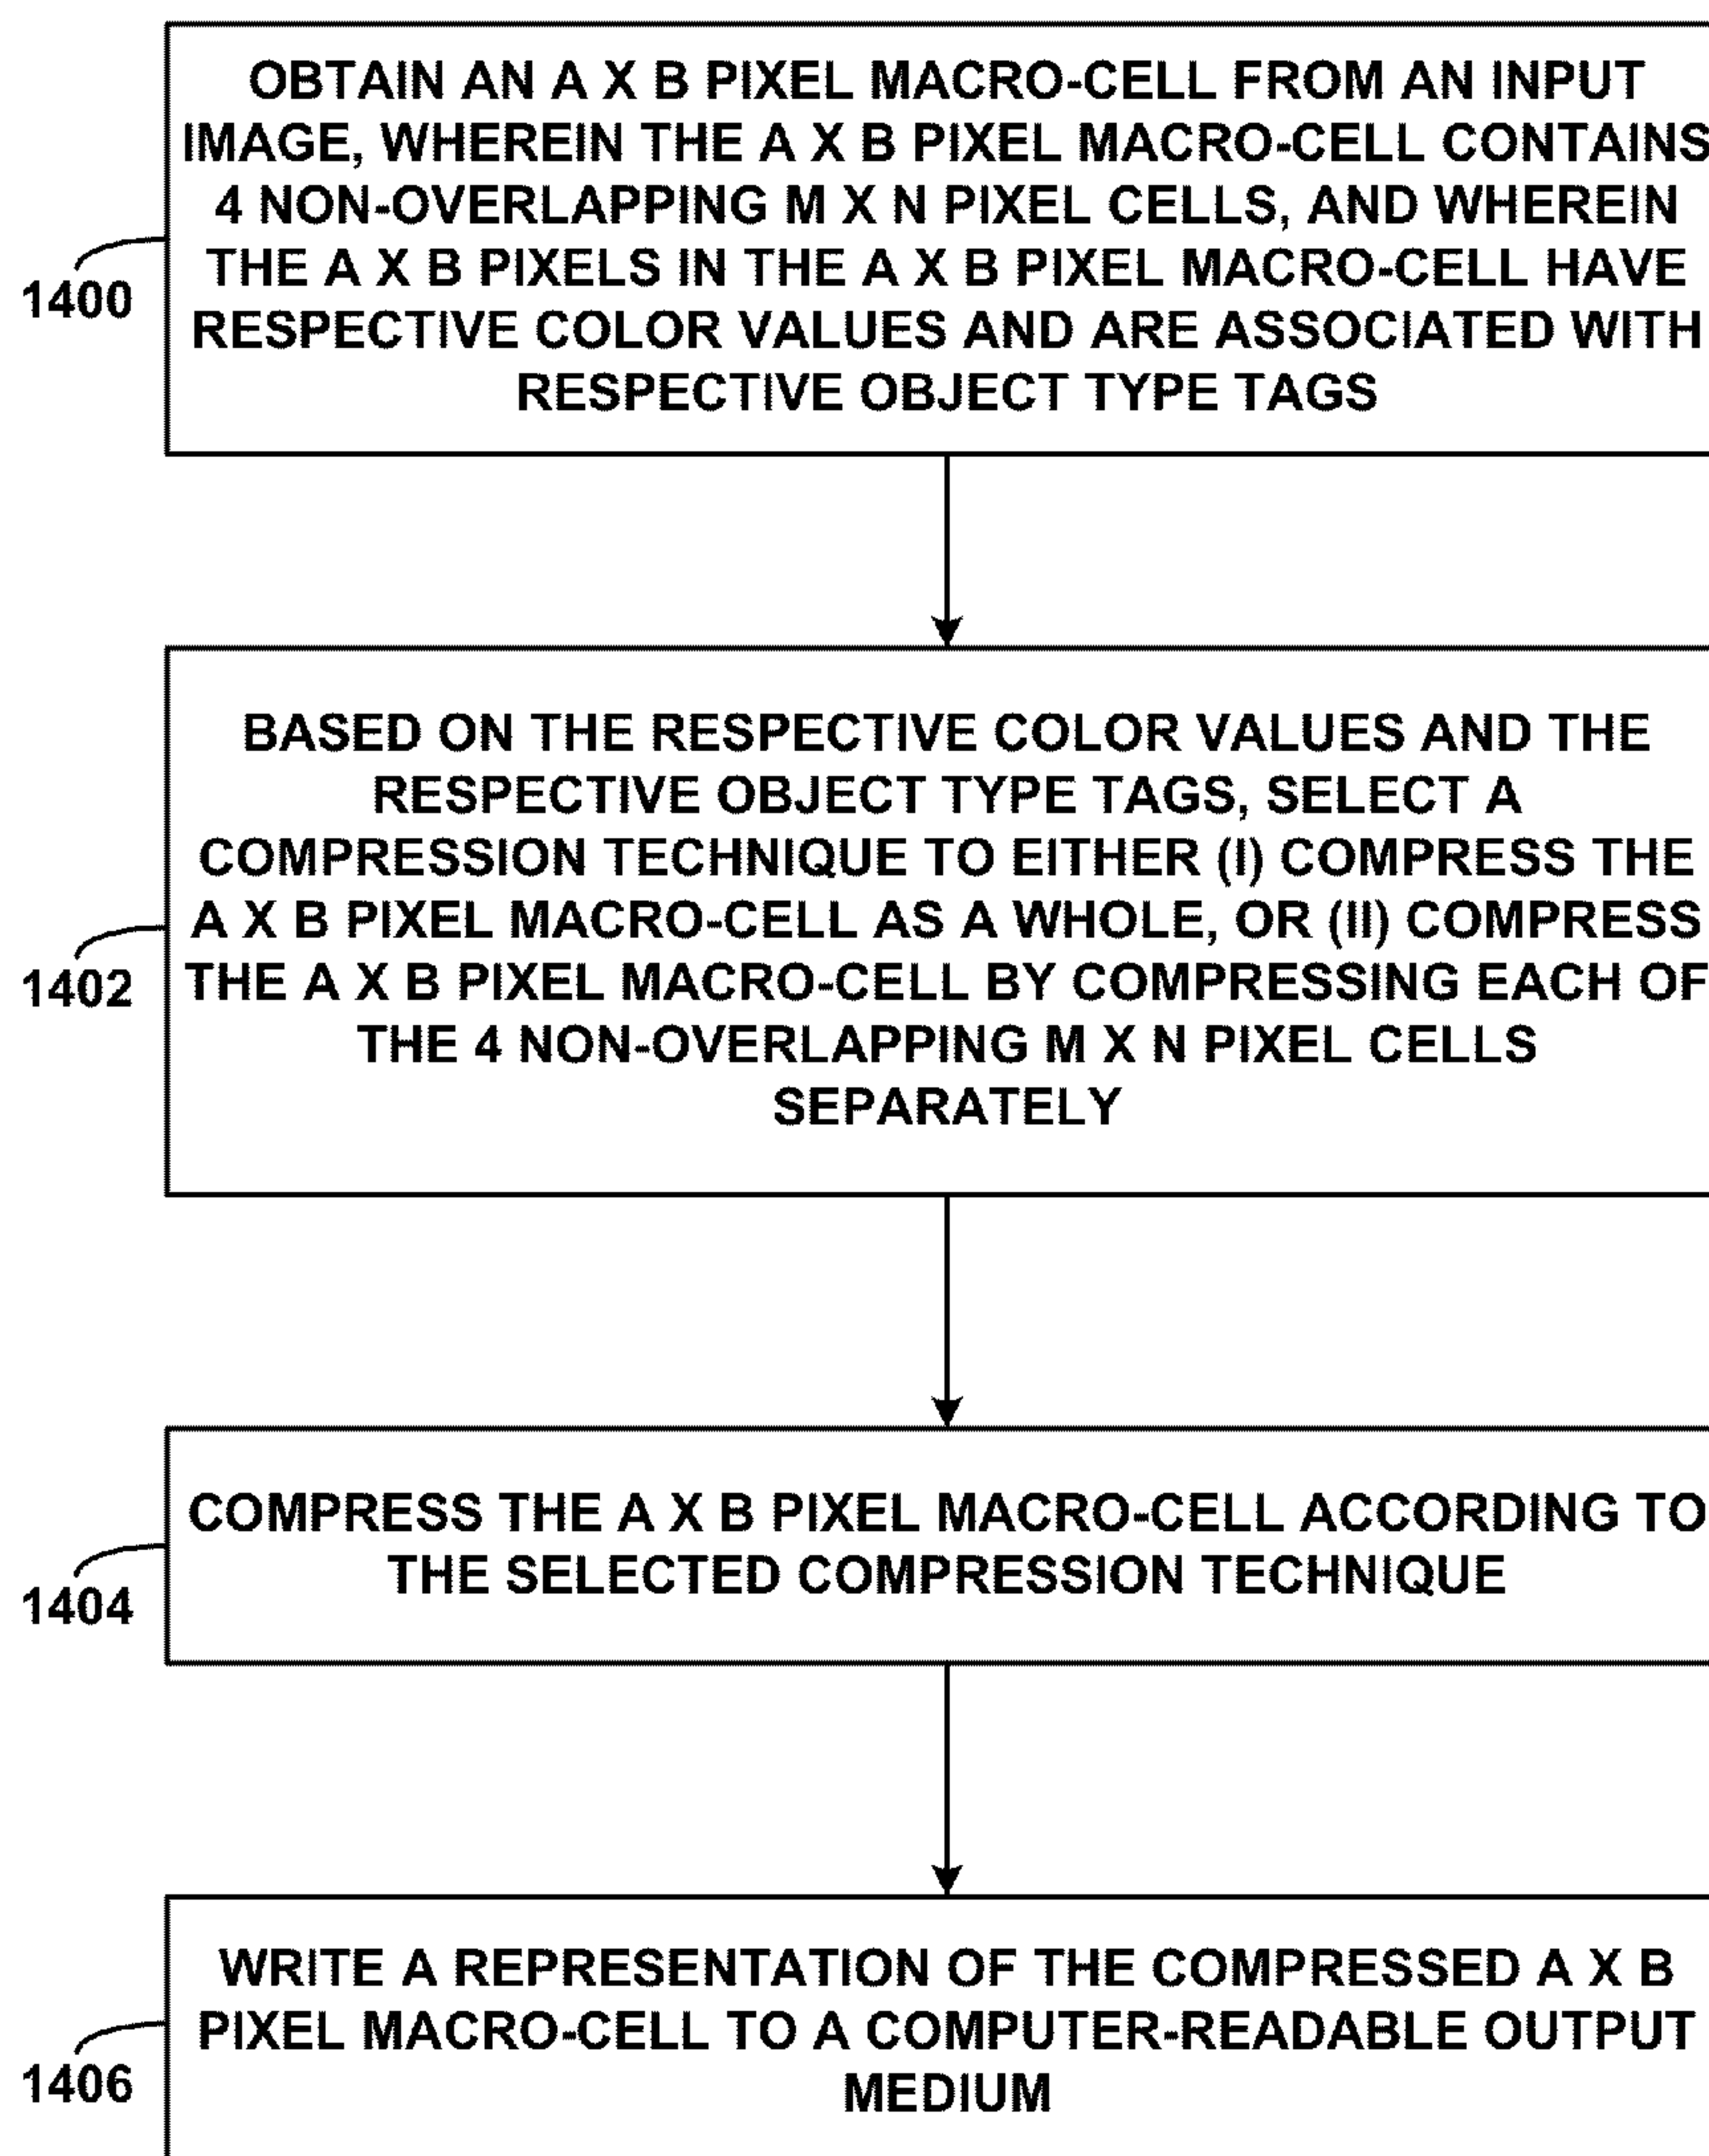 OBTAIN AN A X B PIXEL MACRO-CELL FROM AN INPUT
IMAGE, WHEREIN THE A X B PIXEL MACRO-CELL CONTAINS
4 NON-OVERLAPPING M X N PIXEL CELLS, AND WHEREIN
THE A X B PIXELS IN THE A X B PIXEL MACRO-CELL HAVE
RESPECTIVE COLOR VALUES AND ARE ASSOCIATED WITH
RESPECTIVE OBJECT TYPE TAGS
1400
BASED ON THE RESPECTIVE COLOR VALUES AND THE
RESPECTIVE OBJECT TYPE TAGS, SELECT A
COMPRESSION TECHNIQUE TO EITHER (I) COMPRESS THE
A X B PIXEL MACRO-CELL AS A WHOLE, OR (II) COMPRESS
THE A X B PIXEL MACRO-CELL BY COMPRESSING EACH OF
THE 4 NON-OVERLAPPING M X N PIXEL CELLS
SEPARATELY
1402
COMPRESS THE A X B PIXEL MACRO-CELL ACCORDING TO
THE SELECTED COMPRESSION TECHNIQUE
1404
WRITE A REPRESENTATION OF THE COMPRESSED A X B
PIXEL MACRO-CELL TO A COMPUTER-READABLE OUTPUT
MEDIUM
1406